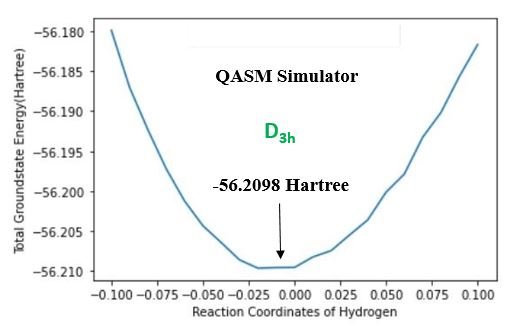 QASM Simulator
D3h
-56.2098 Hartree
Total Groundstate Energy(Hartree)
−56.180
−56.185
−56.190
−56.195
−56.200
−56.205
−56.210
−0.100 −0.075 −0.050 −0.025 0.000 0.025 0.050 0.075 0.100
Reaction Coordinates of Hydrogen